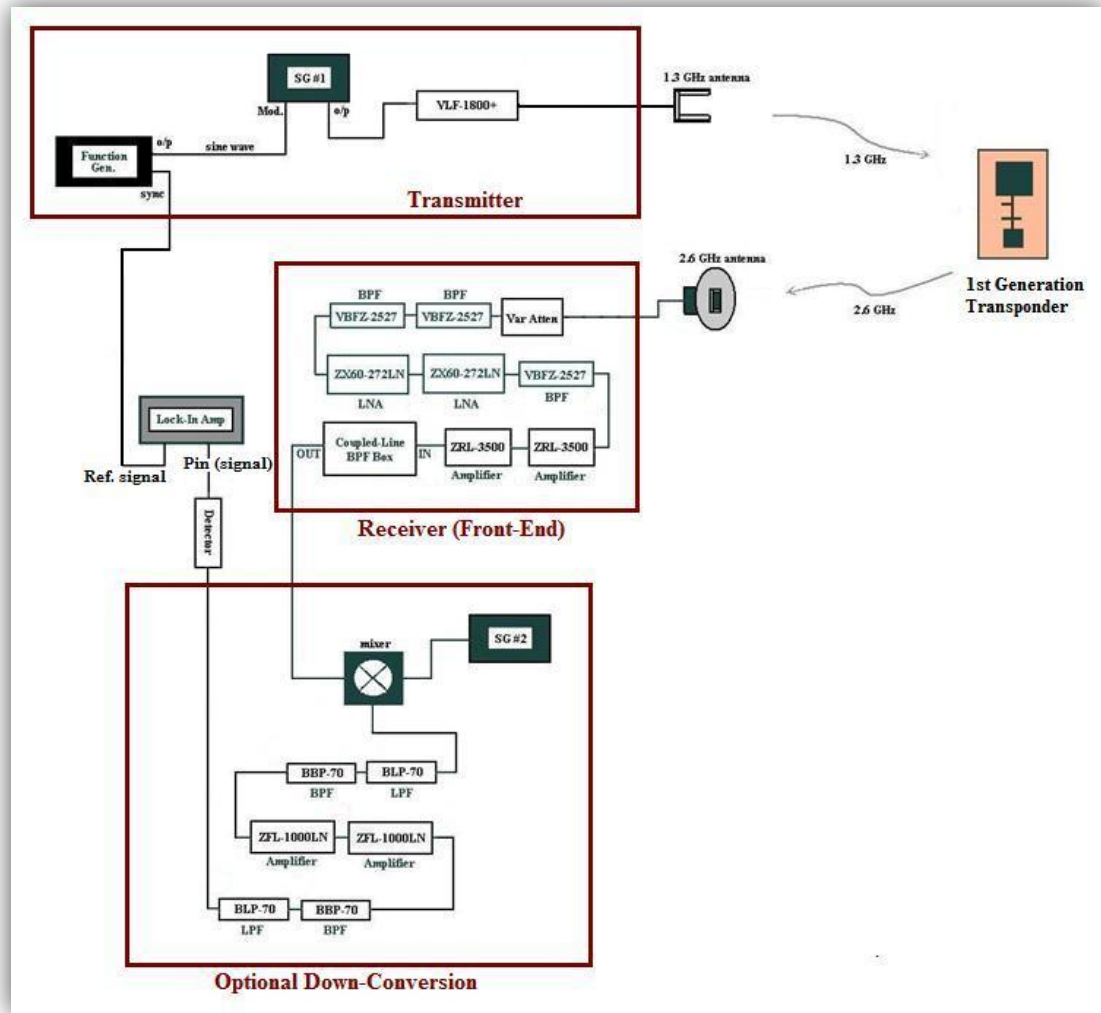 SG #1
Mod.
o/p
VLF-1800+
1.3 GHz antenna
Function
Gen.
o/p
sine wave
sync
1.3 GHz
Transmitter
2.6 GHz antenna
1st Generation
Transponder
2.6 GHz
BPF
BPF
VBFZ-2527
VBFZ-2527
Var Atten
ZX60-272LN
ZX60-272LN
VBFZ-2527
LNA
LNA
BPF
OUT
Coupled-Line
BPF Box
IN
ZRL-3500
ZRL-3500
Amplifier
Amplifier
Receiver (Front-End)
Lock-In Amp
Ref. signal
Pin (signal)
Detector
mixer
SG #2
BBP-70
BLP-70
BPF
LPF
ZFL-1000LN
ZFL-1000LN
Amplifier
Amplifier
BLP-70
BBP-70
LPF
BPF
Optional Down-Conversion